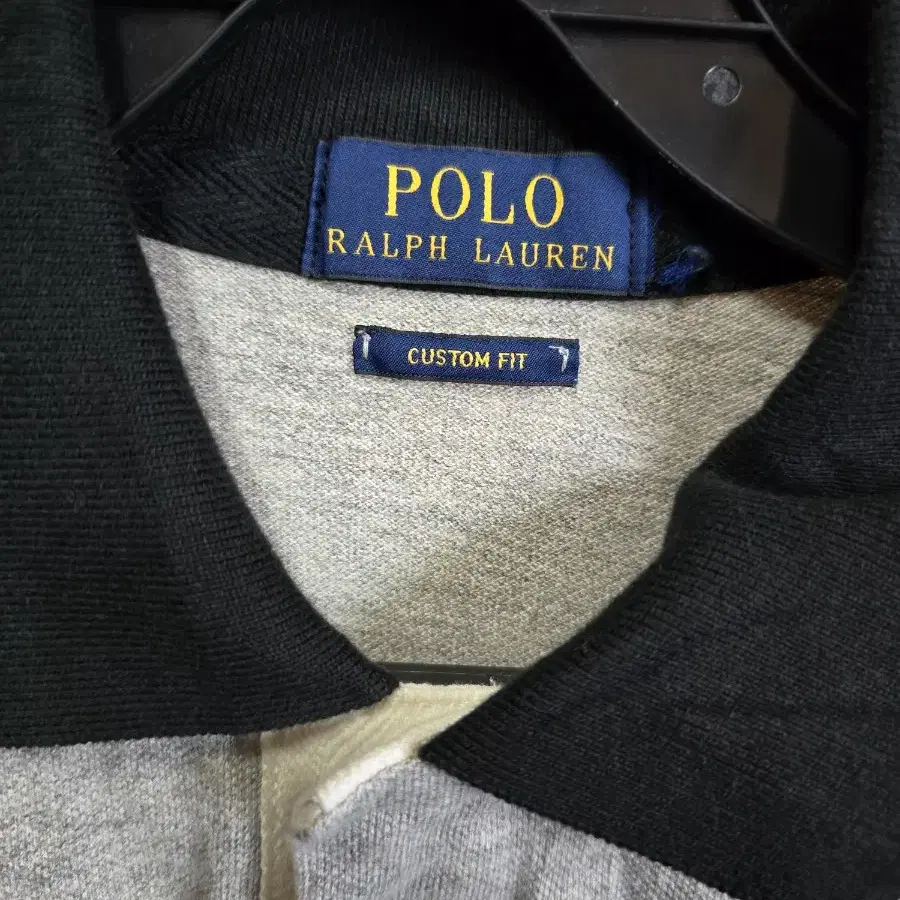 POLO
RALPH LAUREN
CUSTOM FIT